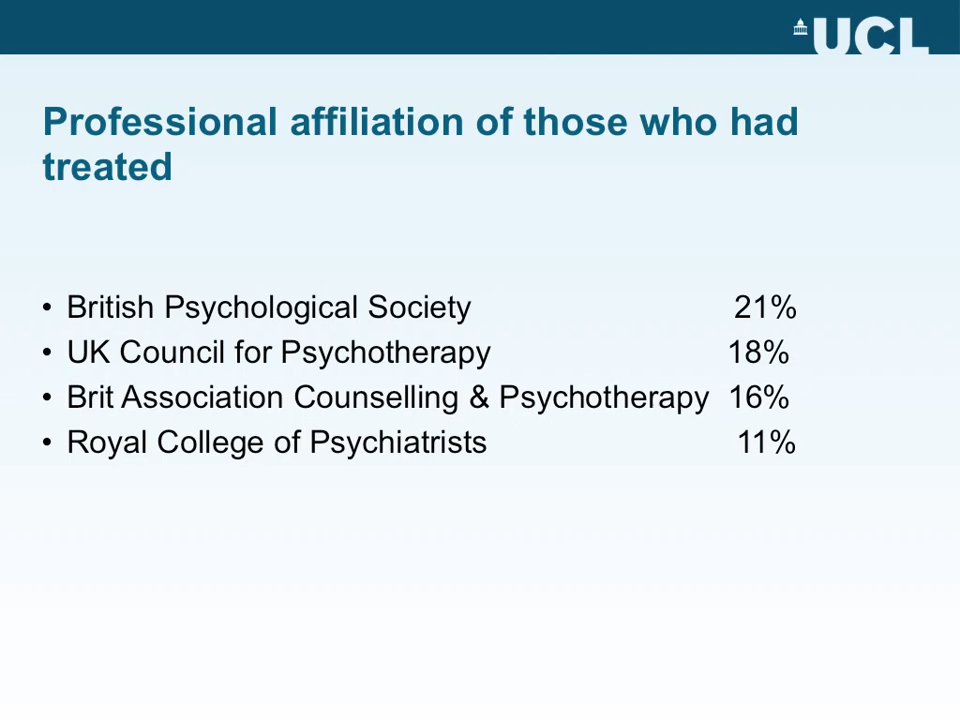 UCL
Professional affiliation of those who had
treated
• British Psychological Society 21%
• UK Council for Psychotherapy 18%
• Brit Association Counselling & Psychotherapy 16%
• Royal College of Psychiatrists 11%